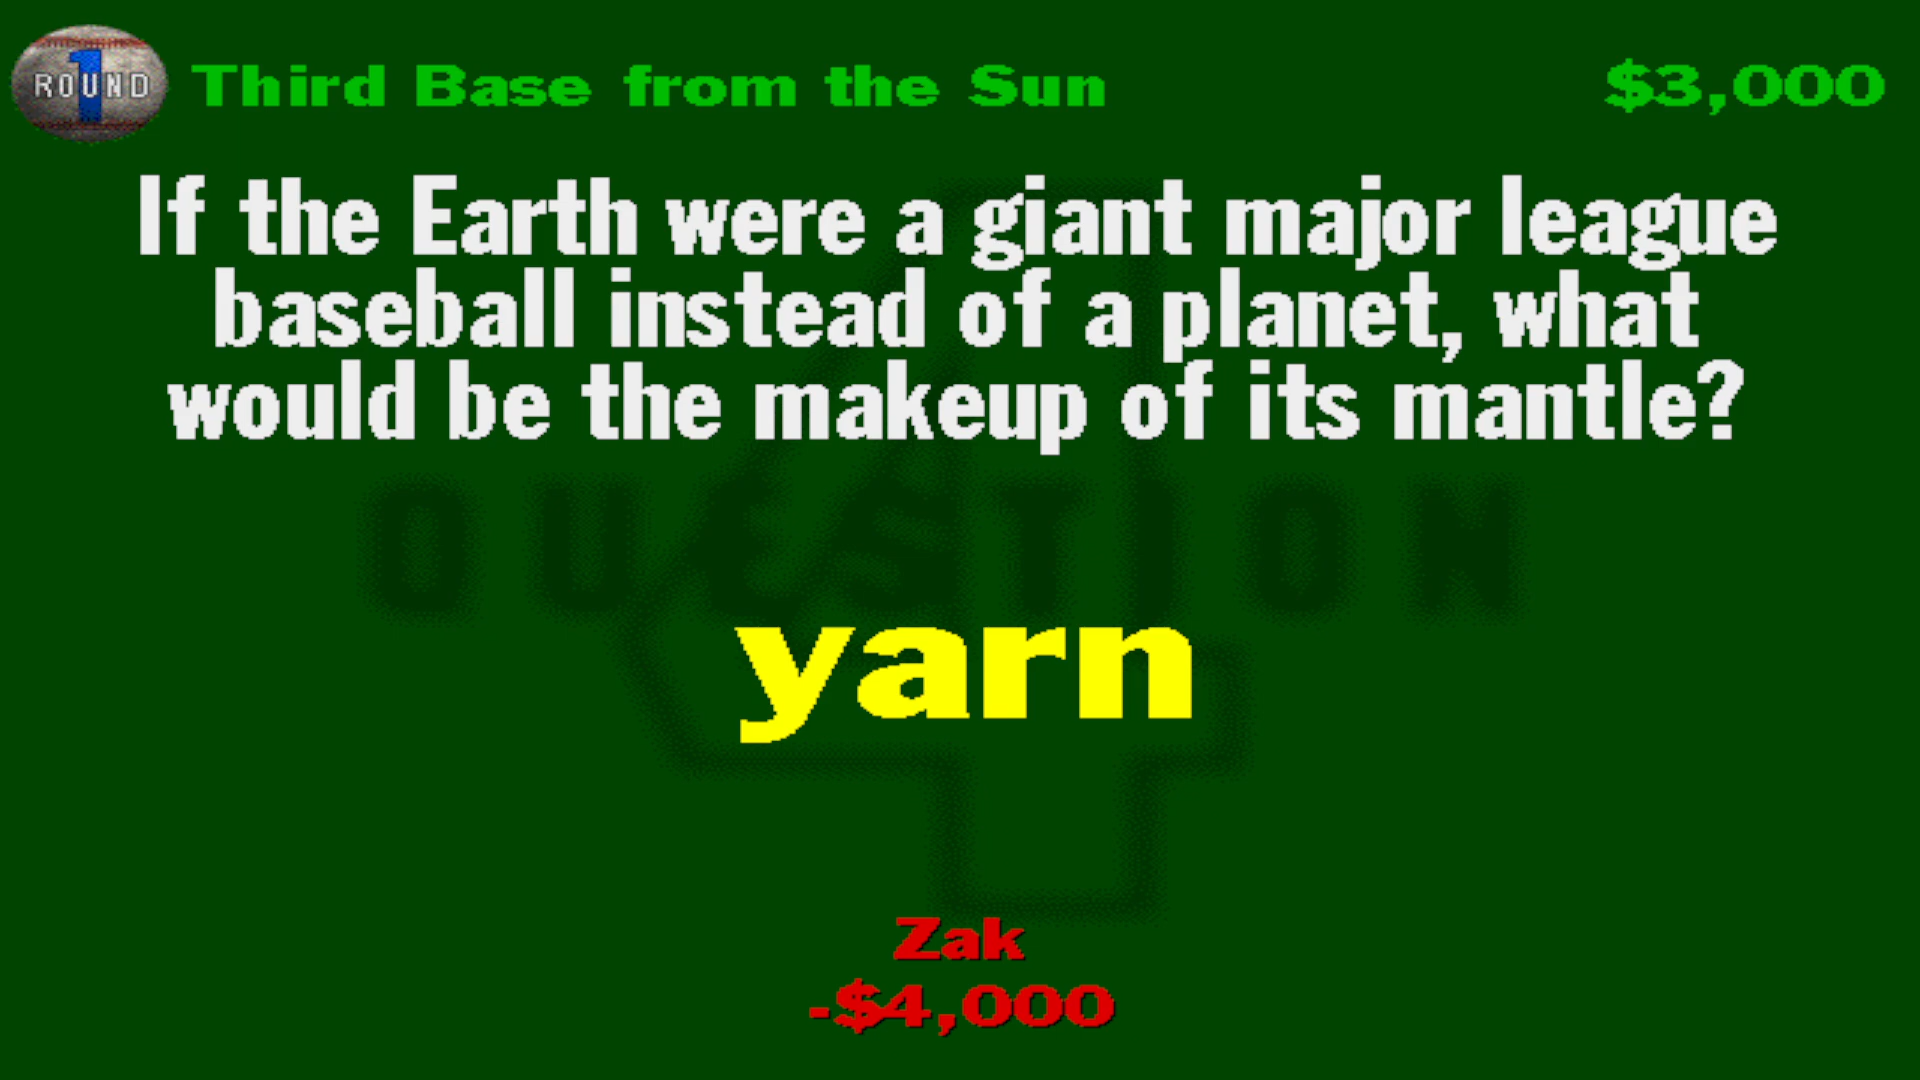 ROUND 1
Third Base from the Sun
$3,000
If the Earth were a giant major league
baseball instead of a planet, what
would be the makeup of its mantle?
QUESTION
4
yarn
Zak
-$4,000